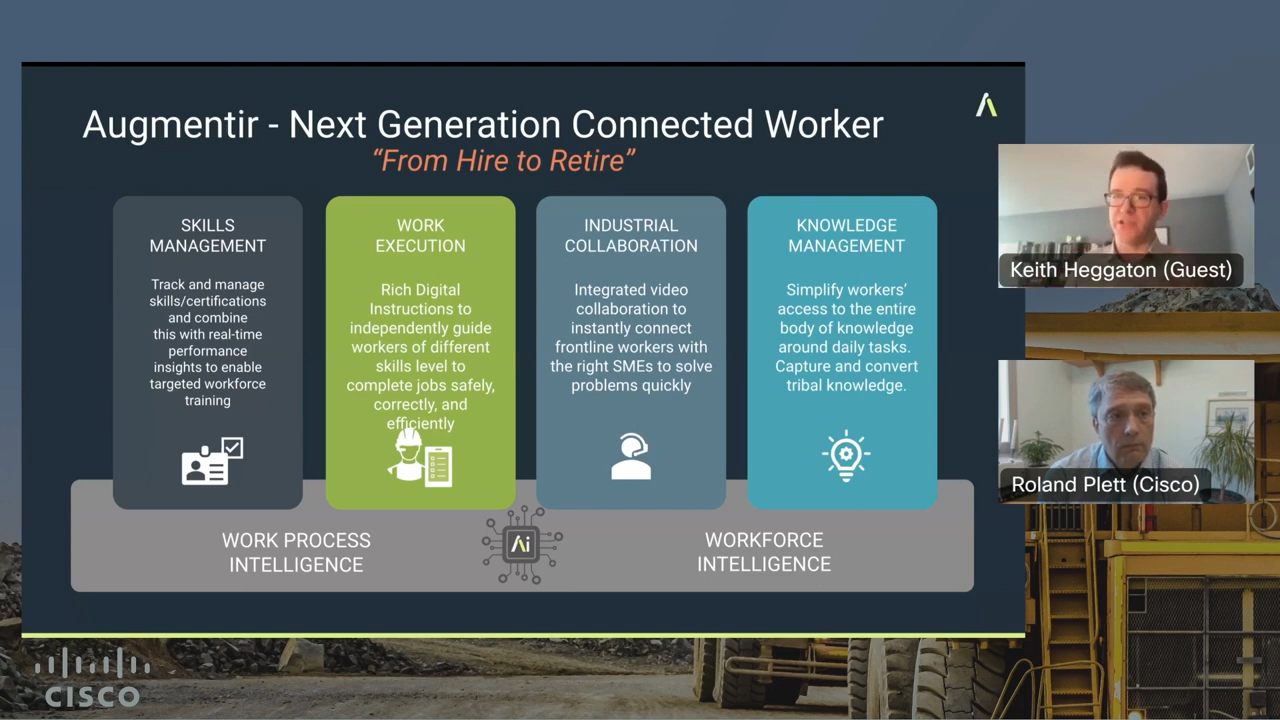 Augmentir - Next Generation Connected Worker
“From Hire to Retire”
SKILLS
MANAGEMENT
Track and manage
skills/certifications
and combine
this with real-time
performance
insights to enable
targeted workforce
training
WORK
EXECUTION
Rich Digital
Instructions to
independently guide
workers of different
skills level to
complete jobs safely,
correctly, and
efficiently
INDUSTRIAL
COLLABORATION
Integrated video
collaboration to
instantly connect
frontline workers with
the right SMEs to solve
problems quickly
KNOWLEDGE
MANAGEMENT
Simplify workers’
access to the entire
body of knowledge
around daily tasks.
Capture and convert
tribal knowledge.
WORK PROCESS
INTELLIGENCE
Ai
WORKFORCE
INTELLIGENCE
Keith Heggaton (Guest)
Roland Plett (Cisco)
CISCO